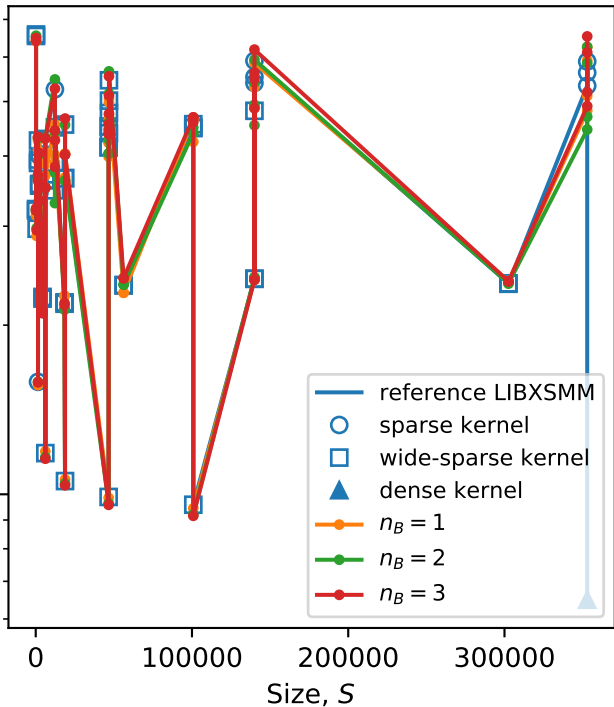 reference LIBXSMM
sparse kernel
wide-sparse kernel
dense kernel
n_B = 1
n_B = 2
n_B = 3
0 100000 200000 300000
Size, S